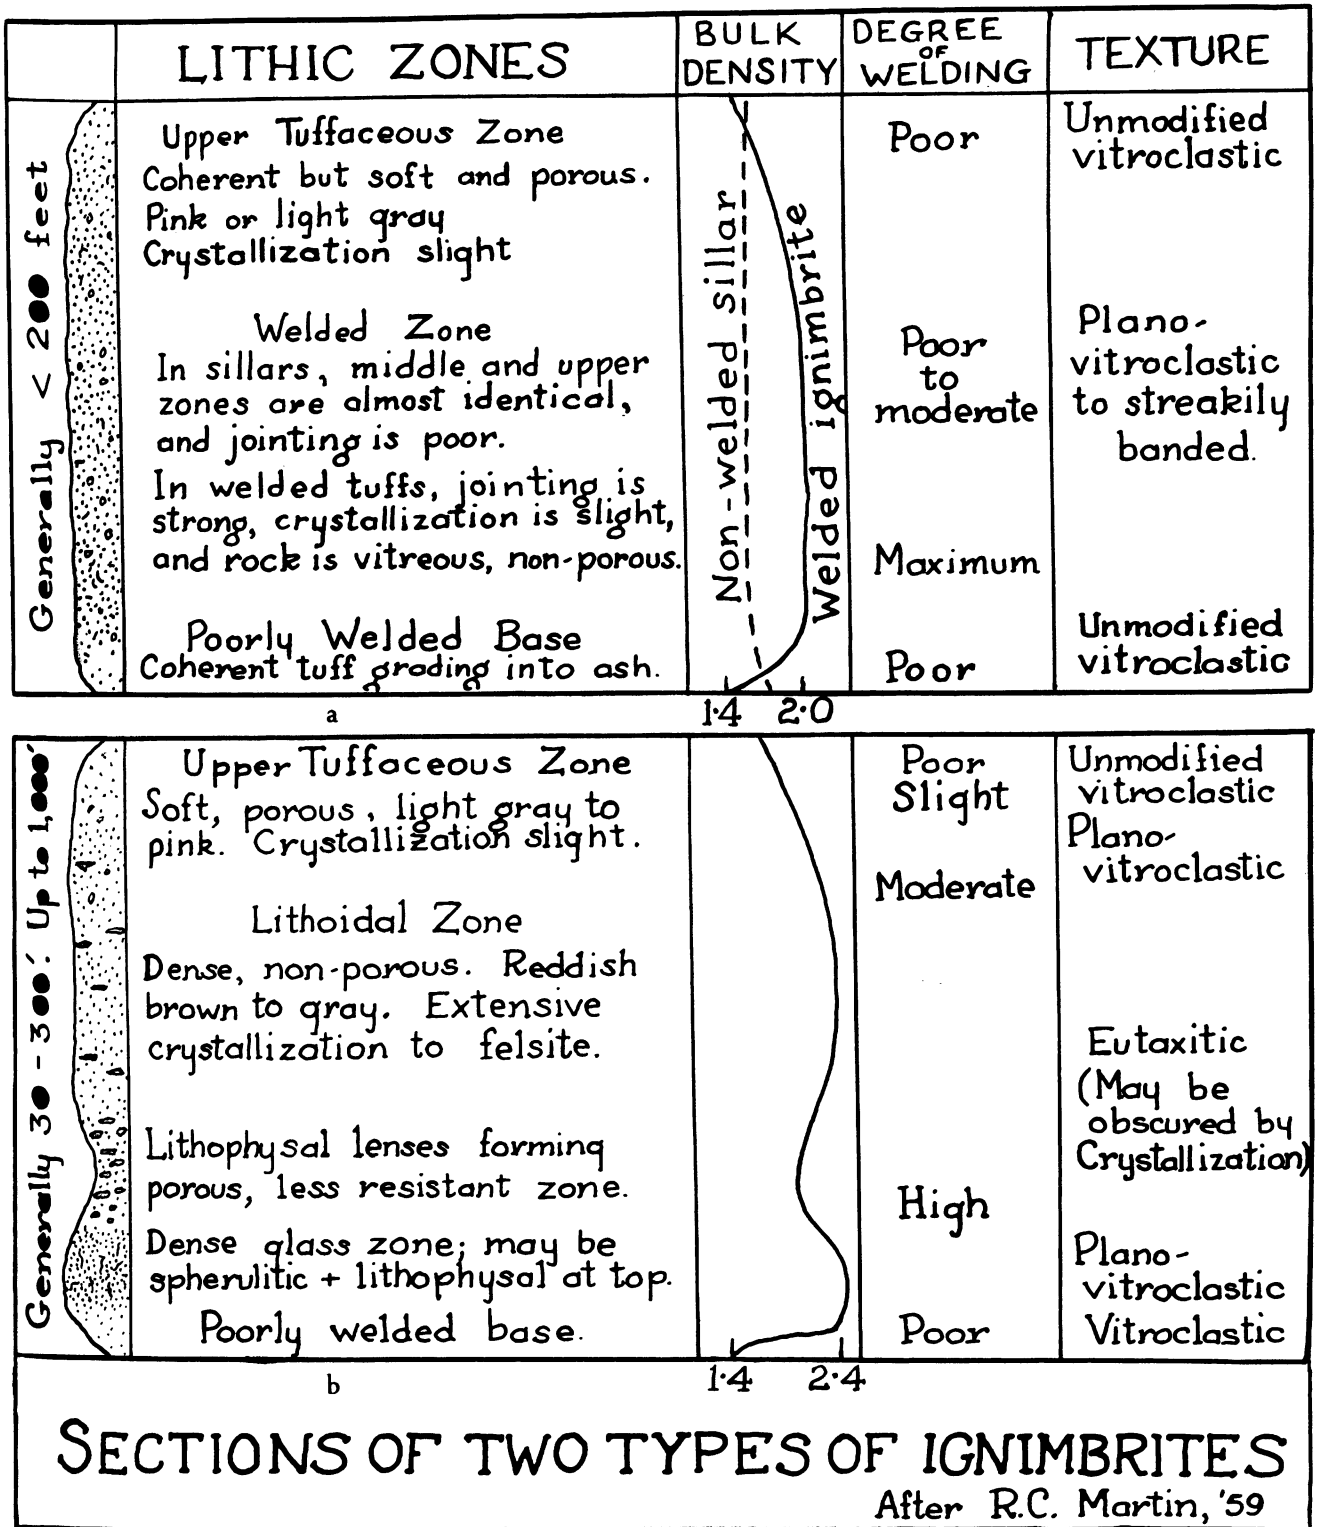 LITHIC ZONES
BULK
DENSITY
DEGREE
OF
WELDING
TEXTURE
Generally < 200 feet
Upper Tuffaceous Zone
Coherent but soft and porous.
Pink or light gray
Crystallization slight
Welded Zone
In sillars, middle and upper
zones are almost identical,
and jointing is poor.
In welded tuffs, jointing is
strong, crystallization is slight,
and rock is vitreous, non-porous.
Poorly Welded Base
Coherent tuff grading into ash.
Non-welded sillar
Welded ignimbrite
Poor
Poor
to
moderate
Maximum
Poor
Unmodified
vitroclastic
Plano-
vitroclastic
to streakily
banded.
Unmodified
vitroclastic
a
1.4 2.0
Generally 30-300'. Up to 1,000'
Upper Tuffaceous Zone
Soft, porous, light gray to
pink. Crystallization slight.
Lithoidal Zone
Dense, non-porous. Reddish
brown to gray. Extensive
crystallization to felsite.
Lithophysal lenses forming
porous, less resistant zone.
Dense glass zone; may be
spherulitic + lithophysal at top.
Poorly welded base.
Poor
Slight
Moderate
High
Poor
Unmodified
vitroclastic
Plano-
vitroclastic
Eutaxitic
(May be
obscured by
Crystallization)
Plano-
vitroclastic
Vitroclastic
b
1.4 2.4
SECTIONS OF TWO TYPES OF IGNIMBRITES
After R.C. Martin, '59